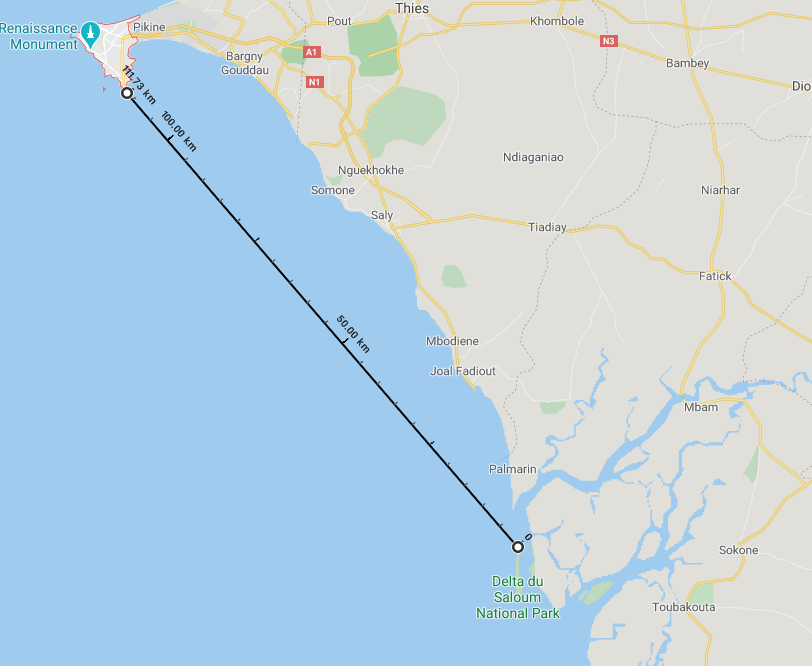 Renaissance
Monument
Pikine
Pout
Thies
Khombole
N3
Bargny
Gouddau
A1
N1
Bambey
Dio
111.73 km
100.00 km
Nguekhokhe
Ndiaganiao
Somone
Niarhar
Saly
Tiadiay
Fatick
50.00 km
Mbodiene
Joal Fadiout
Mbam
Palmarin
0
Sokone
Delta du
Saloum
National Park
Toubakouta